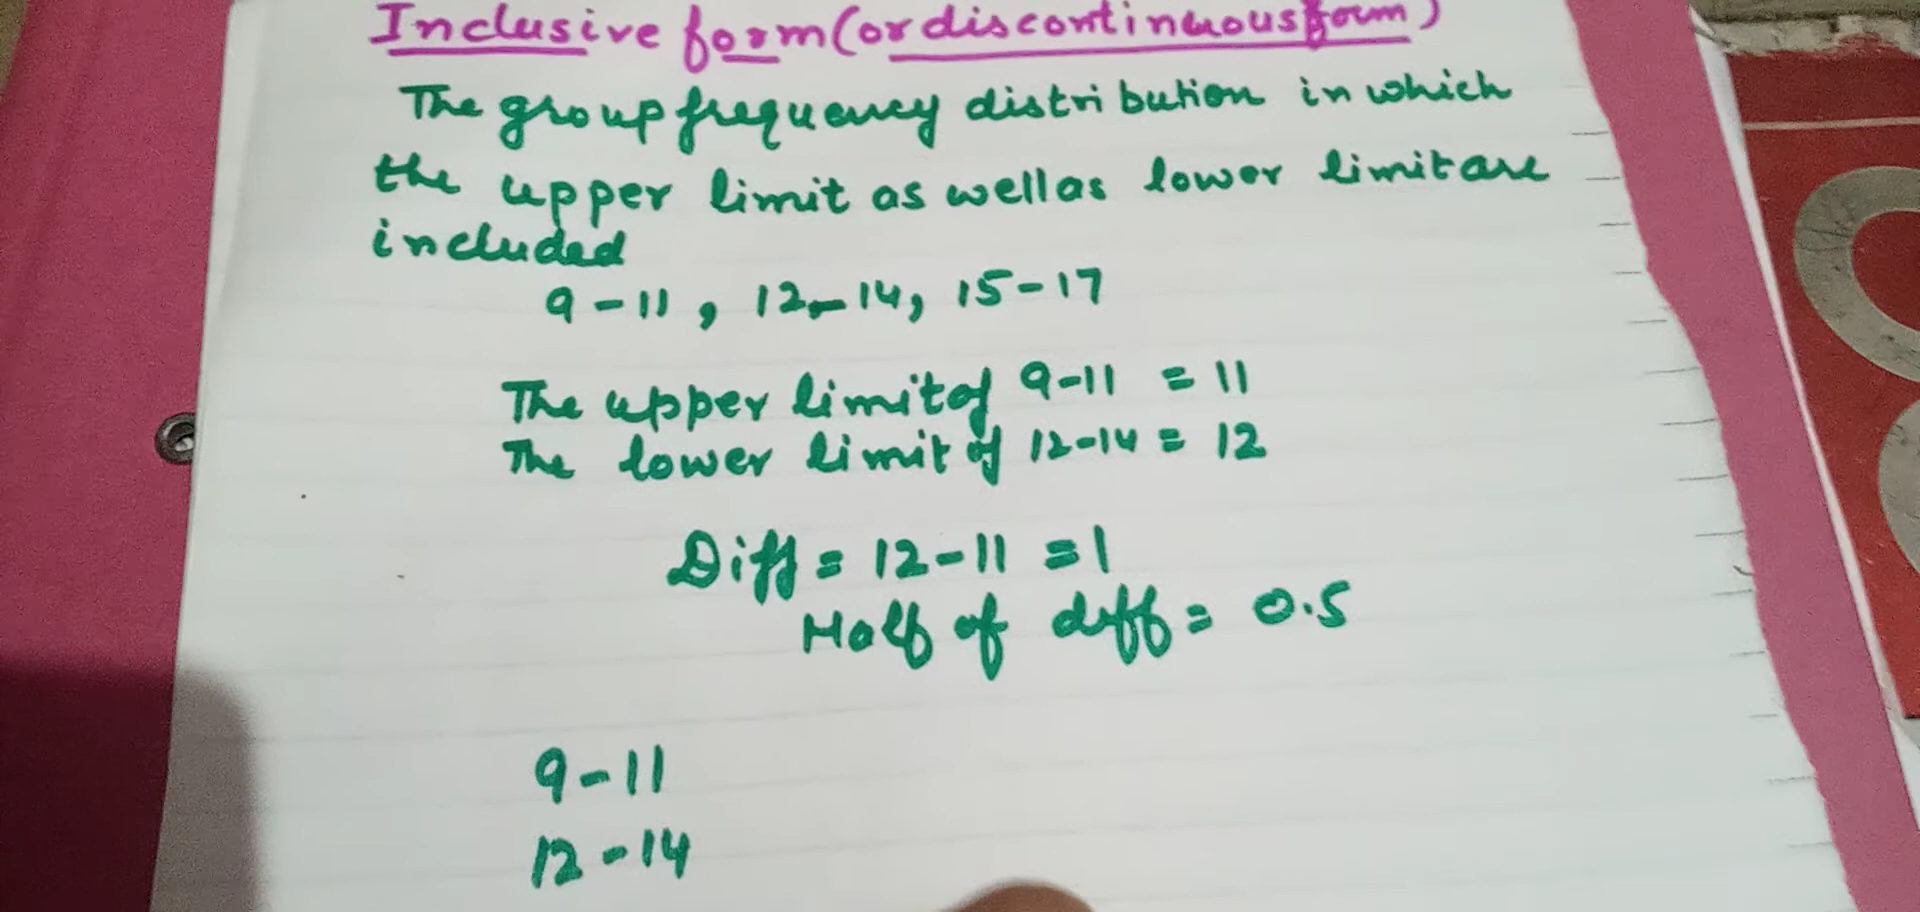 Inclusive form (or discontinuous form)
The group frequency distribution in which
the upper limit as well as lower limit are
included
9-11, 12-14, 15-17
The upper limit of 9-11 = 11
The lower limit of 12-14 = 12
Diff = 12-11 = 1
Half of diff = 0.5
9-11
12-14